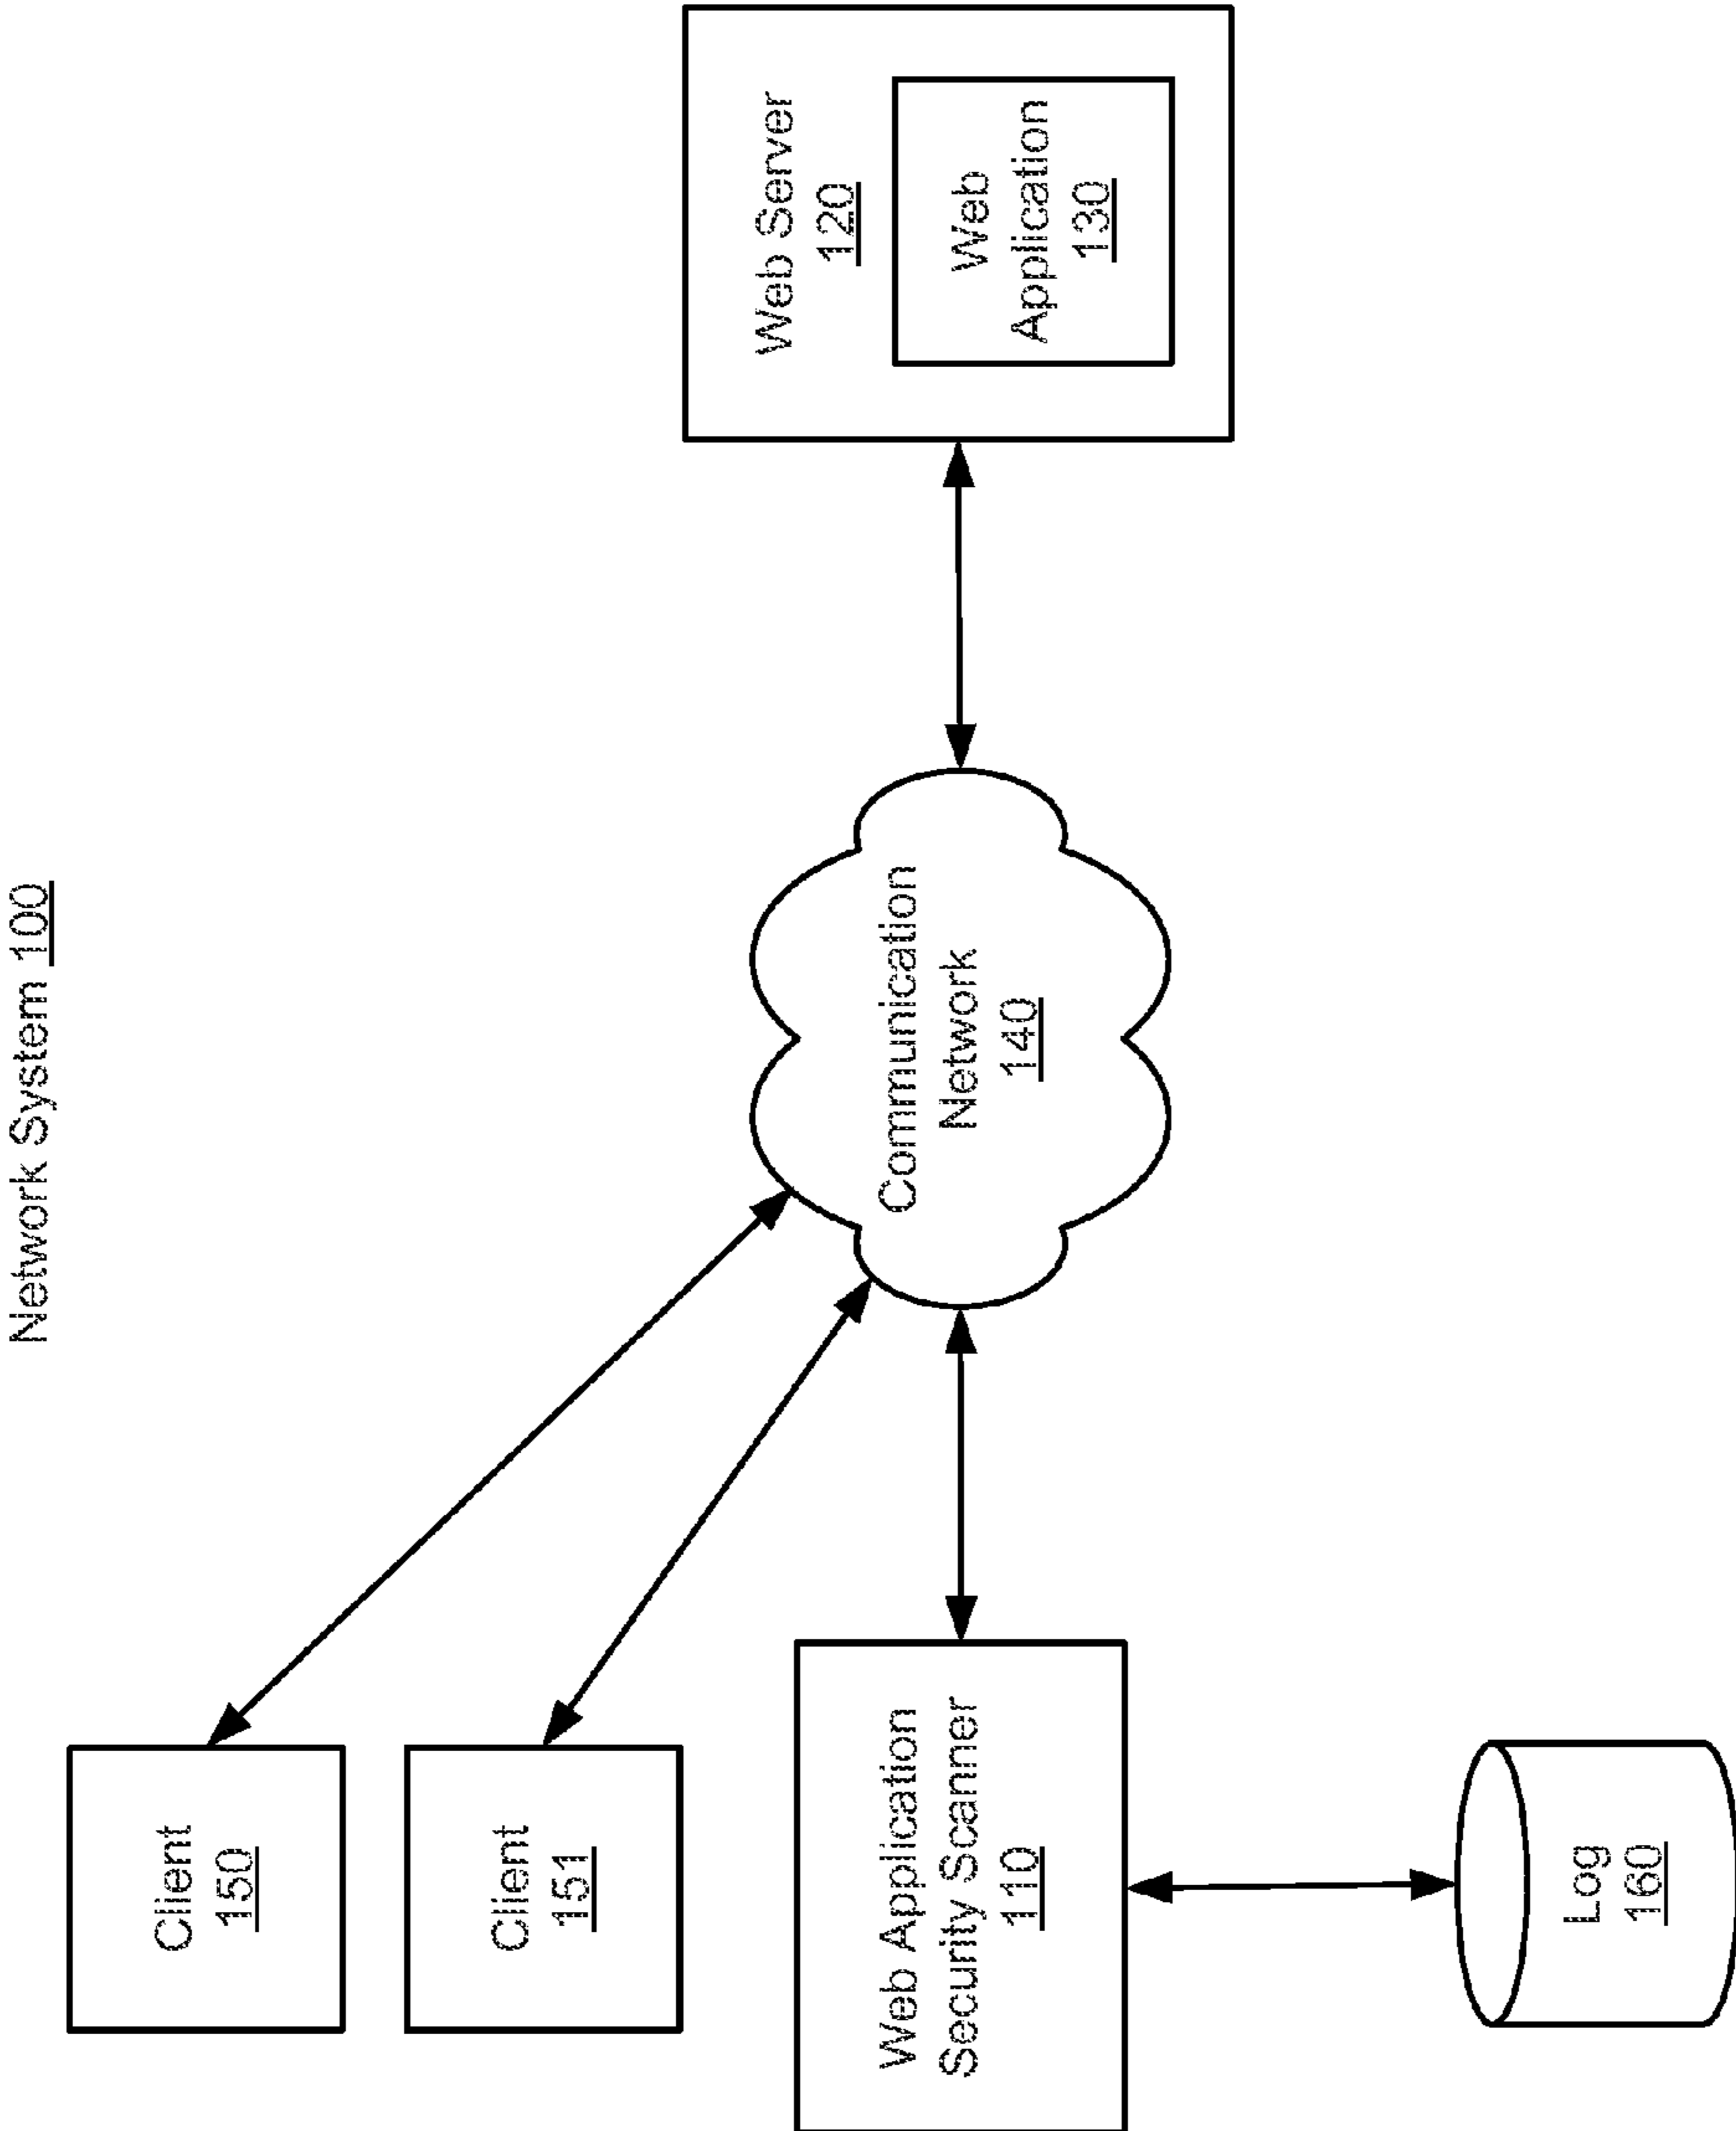 Network System 100
Client
150
Client
151
Web Application
Security Scanner
110
Log
160
Communication
Network
140
Web Server
120
Web
Application
130